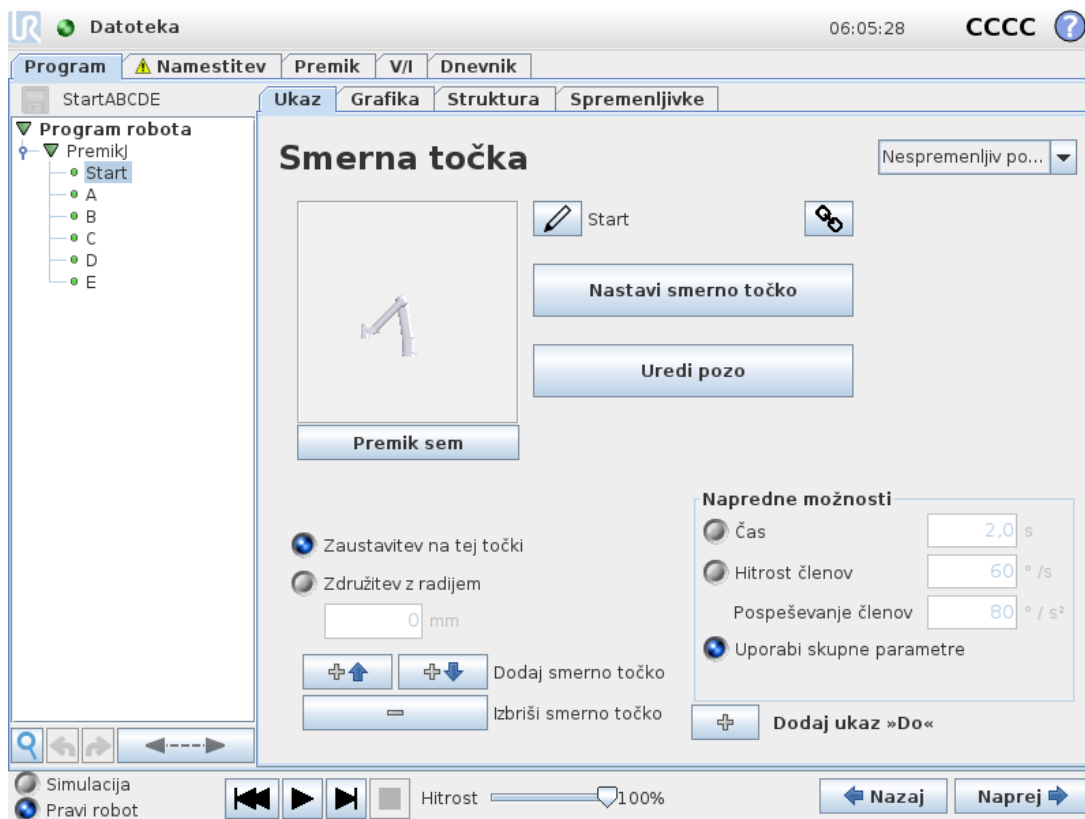 UR Datoteka 06:05:28 CCCC ?
Program Namestitev Premik V/I Dnevnik
StartABCDE
Ukaz Grafika Struktura Spremenljivke
Program robota
PremikJ
Start
A
B
C
D
E
Smerna točka
Nespremenljiv po...
Start
Nastavi smerno točko
Uredi pozo
Premik sem
Zaustavitev na tej točki
Združitev z radijem
0 mm
Dodaj smerno točko
Izbriši smerno točko
Napredne možnosti
Čas 2,0 s
Hitrost členov 60 ° /s
Pospeševanje členov 80 ° / s²
Uporabi skupne parametre
Dodaj ukaz »Do«
Simulacija
Pravi robot
Hitrost 100%
Nazaj
Naprej